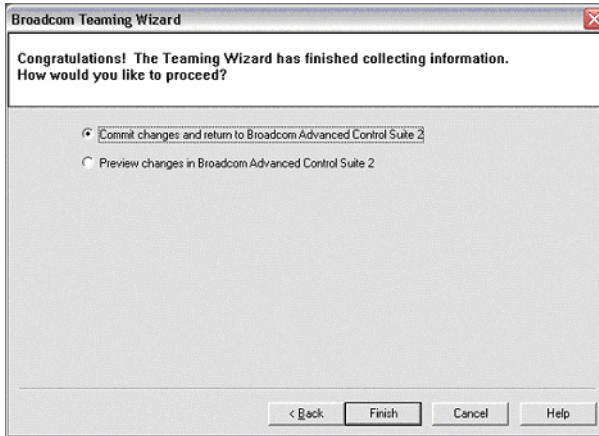 Broadcom Teaming Wizard
Congratulations! The Teaming Wizard has finished collecting information.
How would you like to proceed?
Commit changes and return to Broadcom Advanced Control Suite 2
Preview changes in Broadcom Advanced Control Suite 2
< Back Finish Cancel Help